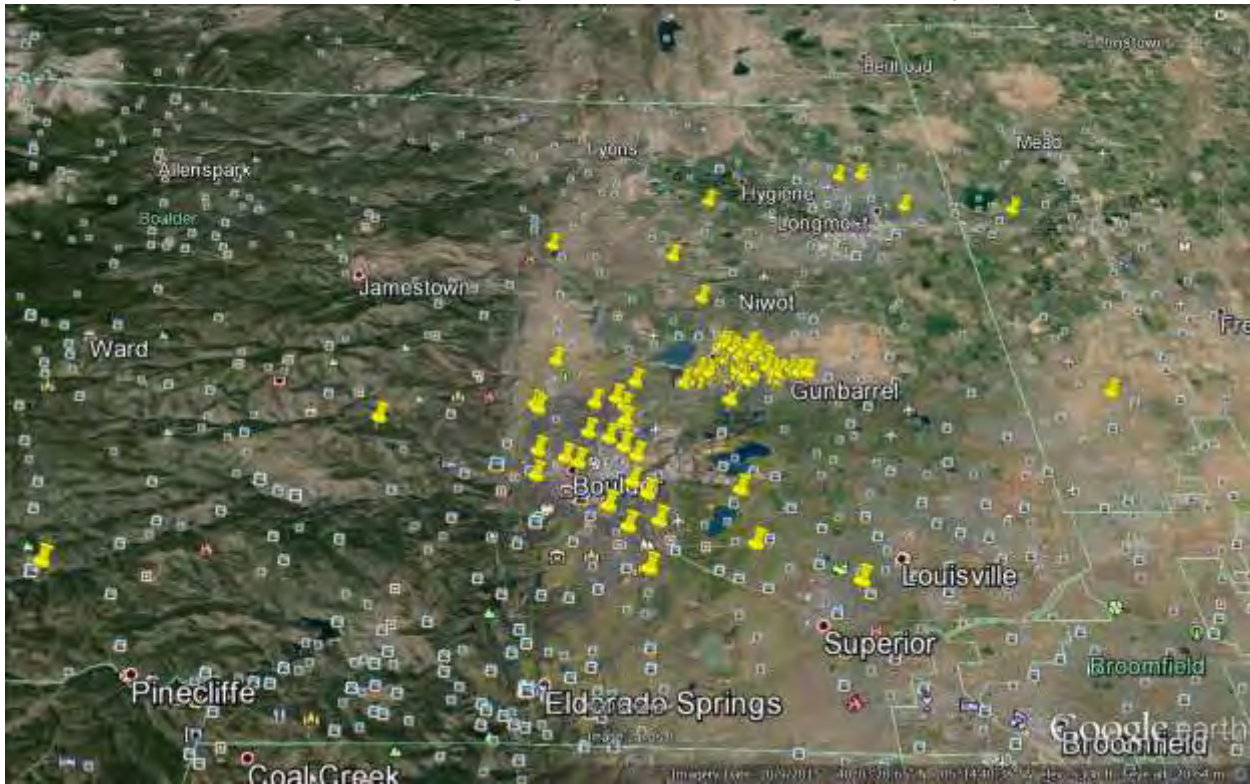 Johnstown
Berthoud
Mead
Lyons
Allenspark
Hygiene
Boulder
Longmont
Jamestown
Niwot
Fre
Ward
Gunbarrel
Boulder
Louisville
Superior
Broomfield
Pinecliffe
Eldorado Springs
Google earth
Broomfield
Coal Creek